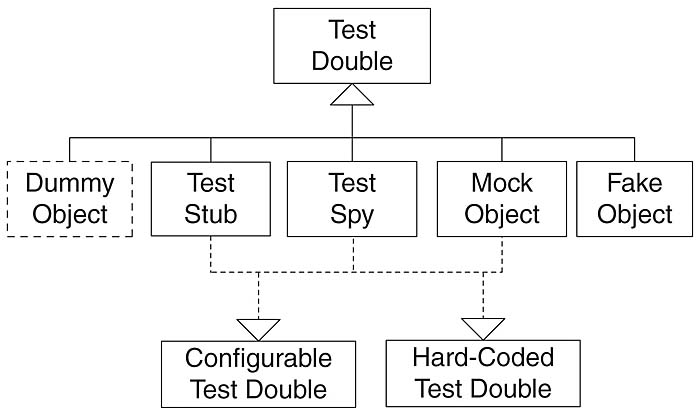 Test
Double
Dummy
Object
Test
Stub
Test
Spy
Mock
Object
Fake
Object
Configurable
Test Double
Hard-Coded
Test Double